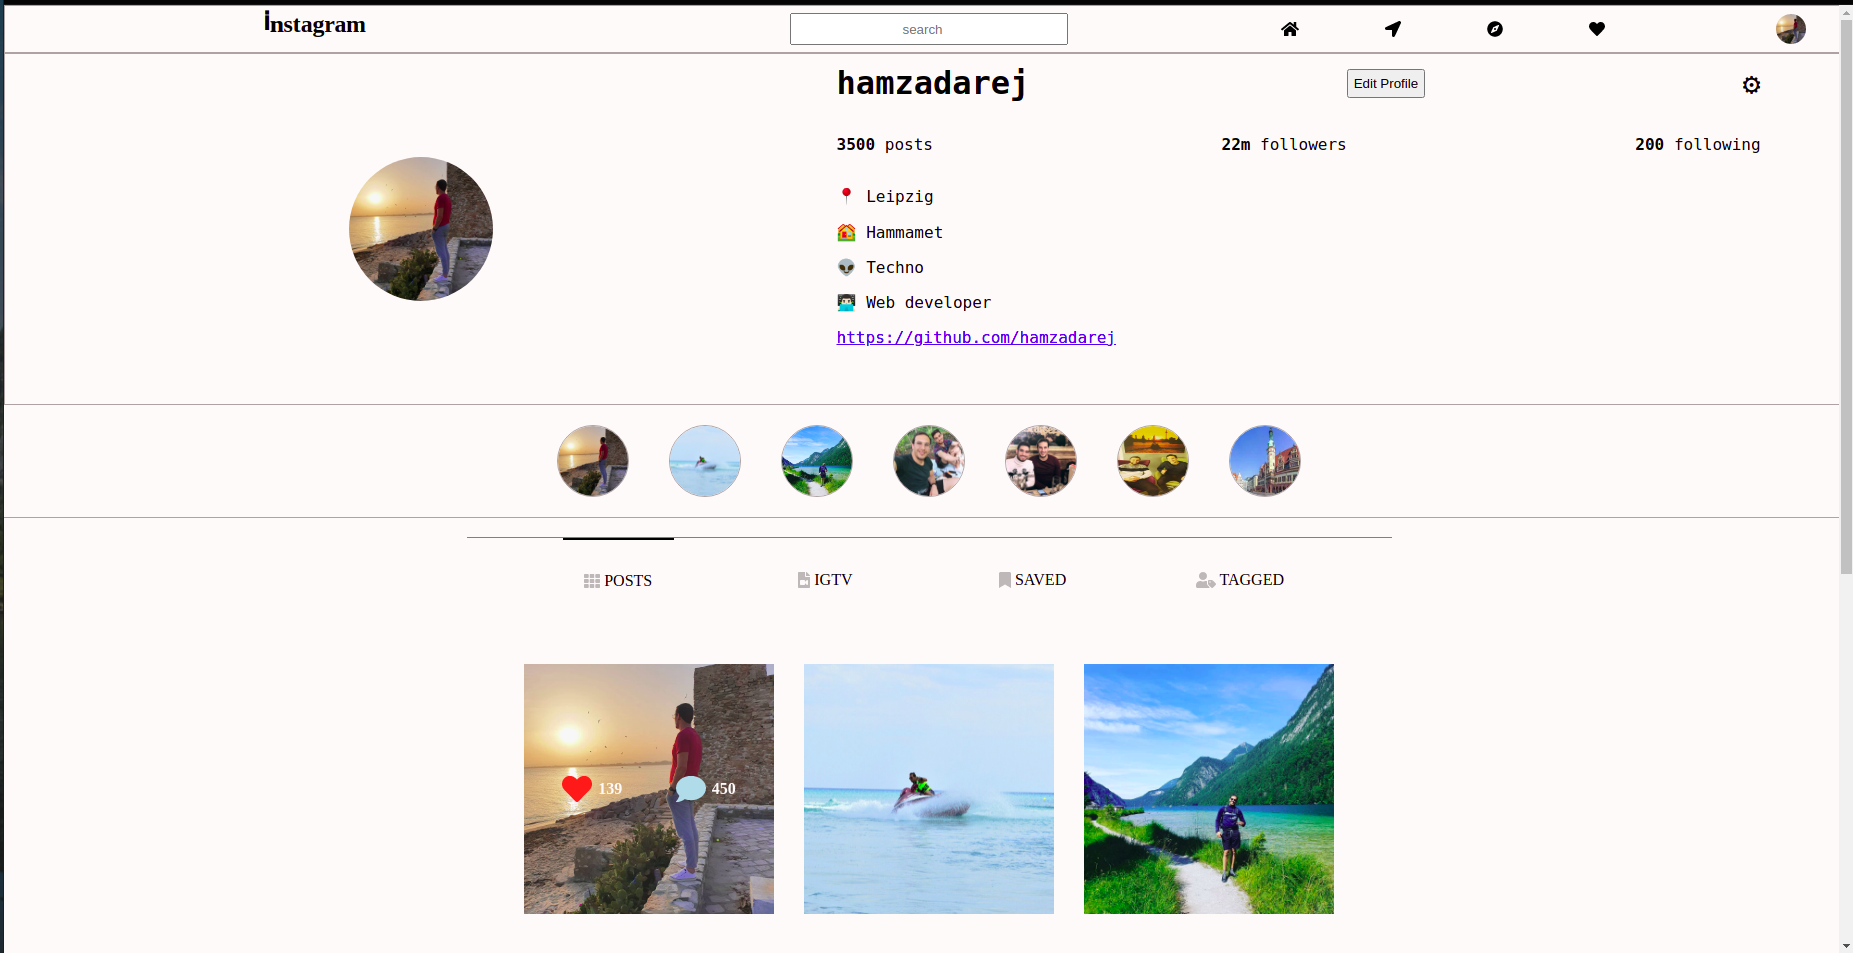 instagram
search
hamzadarej
Edit Profile
3500 posts
22m followers
200 following
Leipzig
Hammamet
Techno
Web developer
https://github.com/hamzadarej
POSTS
IGTV
SAVED
TAGGED
139
450